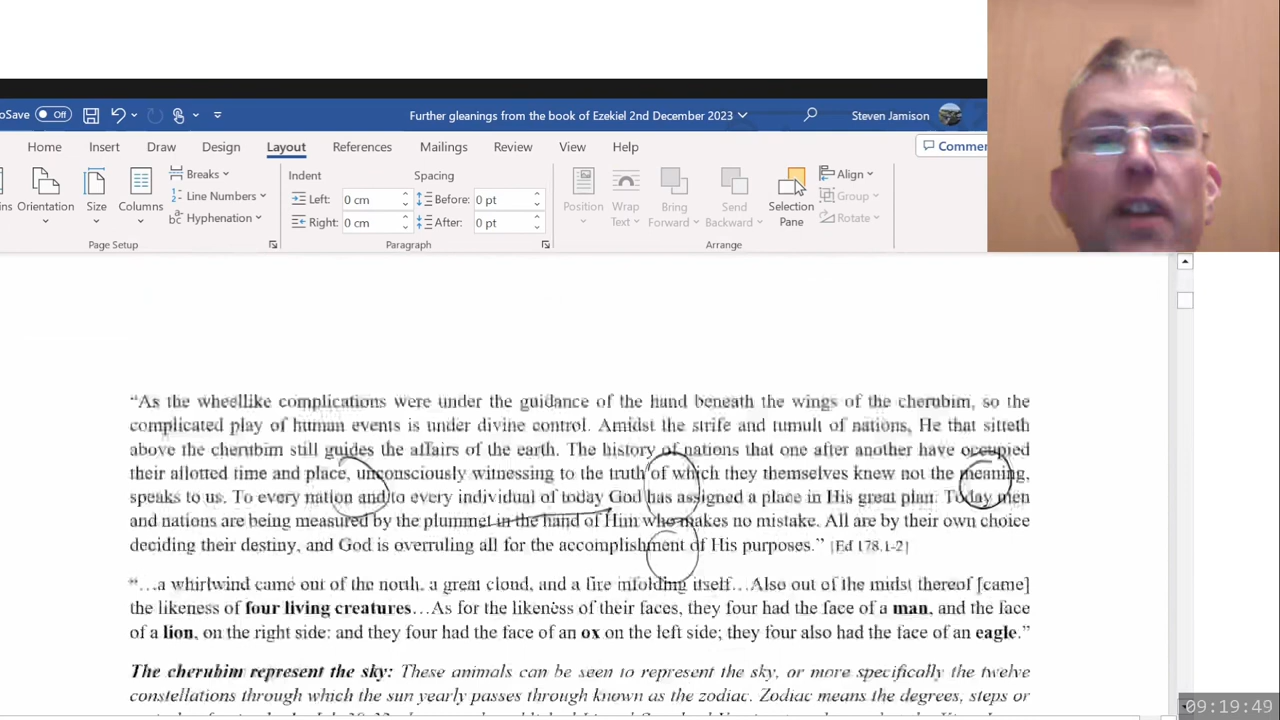 oSave Off Further gleanings from the book of Ezekiel 2nd December 2023 Steven Jamison
Home Insert Draw Design Layout References Mailings Review View Help Commen
ins Orientation Size Columns Breaks Line Numbers Hyphenation
Page Setup
Indent Spacing
Left: 0 cm Before: 0 pt
Right: 0 cm After: 0 pt
Paragraph
Position Wrap Text Bring Forward Send Backward Selection Pane Align Group Rotate
Arrange
“As the wheellike complications were under the guidance of the hand beneath the wings of the cherubim, so the
complicated play of human events is under divine control. Amidst the strife and tumult of nations, He that sitteth
above the cherubim still guides the affairs of the earth. The history of nations that one after another have occupied
their allotted time and place, unconsciously witnessing to the truth of which they themselves knew not the meaning,
speaks to us. To every nation and to every individual of today God has assigned a place in His great plan. Today men
and nations are being measured by the plummet in the hand of Him who makes no mistake. All are by their own choice
deciding their destiny, and God is overruling all for the accomplishment of His purposes.” [Ed 178.1-2]
“…a whirlwind came out of the north, a great cloud, and a fire infolding itself…Also out of the midst thereof [came]
the likeness of four living creatures…As for the likeness of their faces, they four had the face of a man, and the face
of a lion, on the right side: and they four had the face of an ox on the left side; they four also had the face of an eagle.”
The cherubim represent the sky: These animals can be seen to represent the sky, or more specifically the twelve
constellations through which the sun yearly passes through known as the zodiac. Zodiac means the degrees, steps or
09:19:49